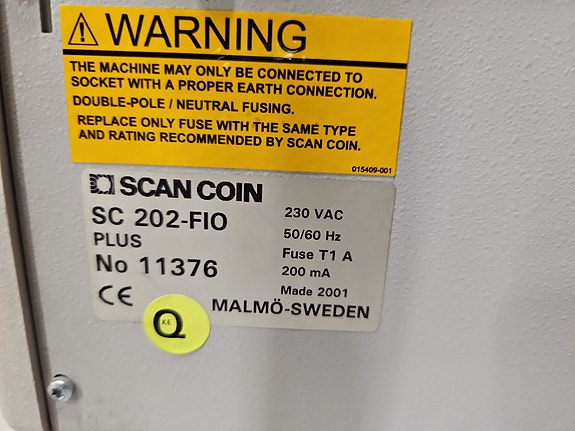 WARNING
THE MACHINE MAY ONLY BE CONNECTED TO
SOCKET WITH A PROPER EARTH CONNECTION.
DOUBLE-POLE / NEUTRAL FUSING.
REPLACE ONLY FUSE WITH THE SAME TYPE
AND RATING RECOMMENDED BY SCAN COIN.
015409-001
SCAN COIN
SC 202-FIO
PLUS
No 11376
230 VAC
50/60 Hz
Fuse T1 A
200 mA
Made 2001
CE
MALMÖ-SWEDEN
KE
Q